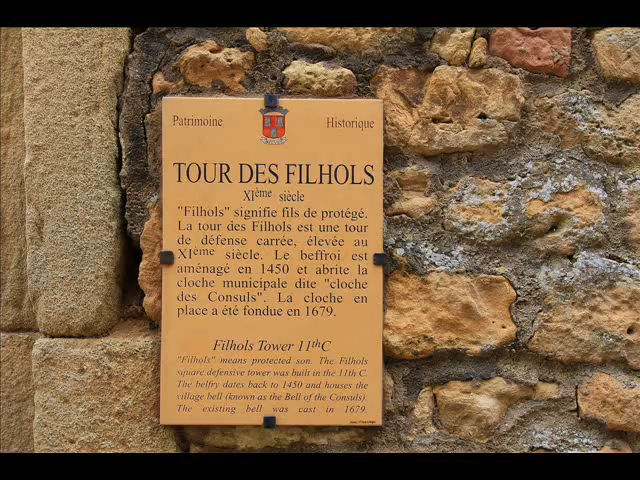 Patrimoine Historique
TOUR DES FILHOLS
XIème siècle
"Filhols" signifie fils de protégé.
La tour des Filhols est une tour
de défense carrée, élevée au
XIème siècle. Le beffroi est
aménagé en 1450 et abrite la
cloche municipale dite "cloche
des Consuls". La cloche en
place a été fondue en 1679.
Filhols Tower 11thC
"Filhols" means protected son. The Filhols
square defensive tower was built in the 11th C.
The belfry dates back to 1450 and houses the
village bell (known as the Bell of the Consuls).
The existing bell was cast in 1679.